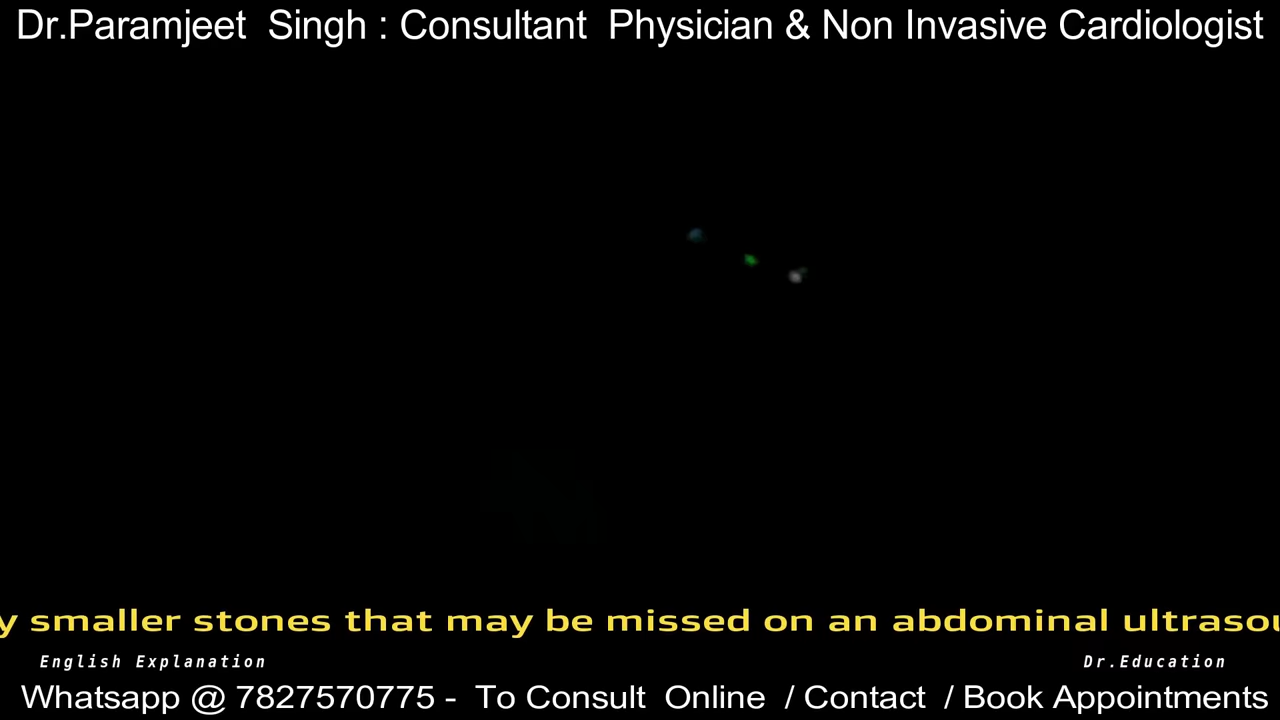 Dr.Paramjeet Singh : Consultant Physician & Non Invasive Cardiologist
smaller stones that may be missed on an abdominal
English Explanation
Dr.Education
Whatsapp @ 7827570775 - To Consult Online / Contact / Book Appointments